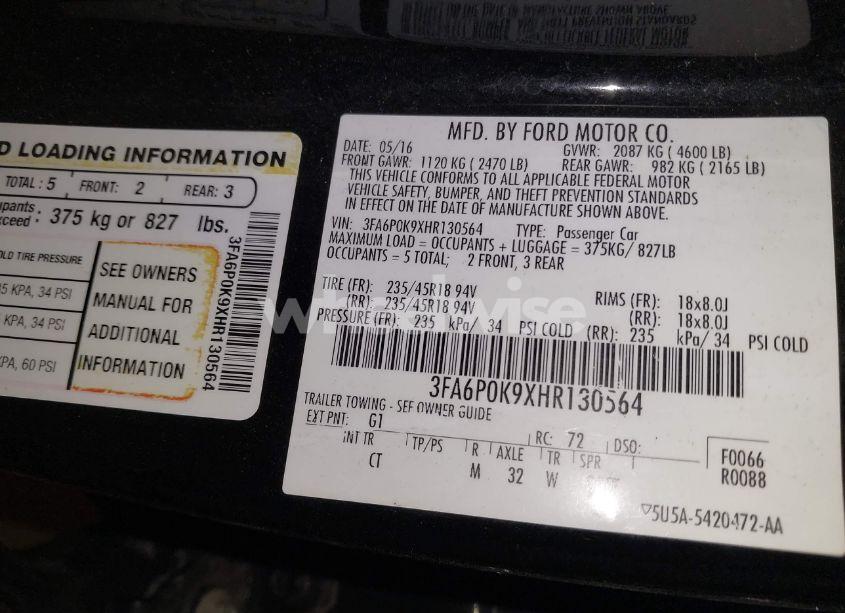 D LOADING INFORMATION
TOTAL : 5 FRONT: 2 REAR: 3
pants
xceed : 375 kg or 827 lbs.
OLD TIRE PRESSURE
5 KPA, 34 PSI
KPA, 34 PSI
KPA, 60 PSI
SEE OWNERS
MANUAL FOR
ADDITIONAL
INFORMATION
3FA6P0K9XHR130564
MFD. BY FORD MOTOR CO.
DATE: 05/16 GVWR: 2087 KG ( 4600 LB)
FRONT GAWR: 1120 KG ( 2470 LB) REAR GAWR: 982 KG ( 2165 LB)
THIS VEHICLE CONFORMS TO ALL APPLICABLE FEDERAL MOTOR
VEHICLE SAFETY, BUMPER, AND THEFT PREVENTION STANDARDS
IN EFFECT ON THE DATE OF MANUFACTURE SHOWN ABOVE.
VIN: 3FA6P0K9XHR130564 TYPE: Passenger Car
MAXIMUM LOAD = OCCUPANTS + LUGGAGE = 375KG/ 827LB
OCCUPANTS = 5 TOTAL; 2 FRONT, 3 REAR
TIRE (FR): 235/45R18 94V RIMS (FR): 18x8.0J
(RR): 235/45R18 94V (RR): 18x8.0J
PRESSURE (FR): 235 kPa/ 34 PSI COLD (RR): 235 kPa/ 34 PSI COLD
3FA6P0K9XHR130564
TRAILER TOWING - SEE OWNER GUIDE
EXT PNT: G1 RC: 72 DSO:
INT TR TP/PS R AXLE TR SPR
CT M 32 W
F0066
R0088
5U5A-5420472-AA
wheelwise